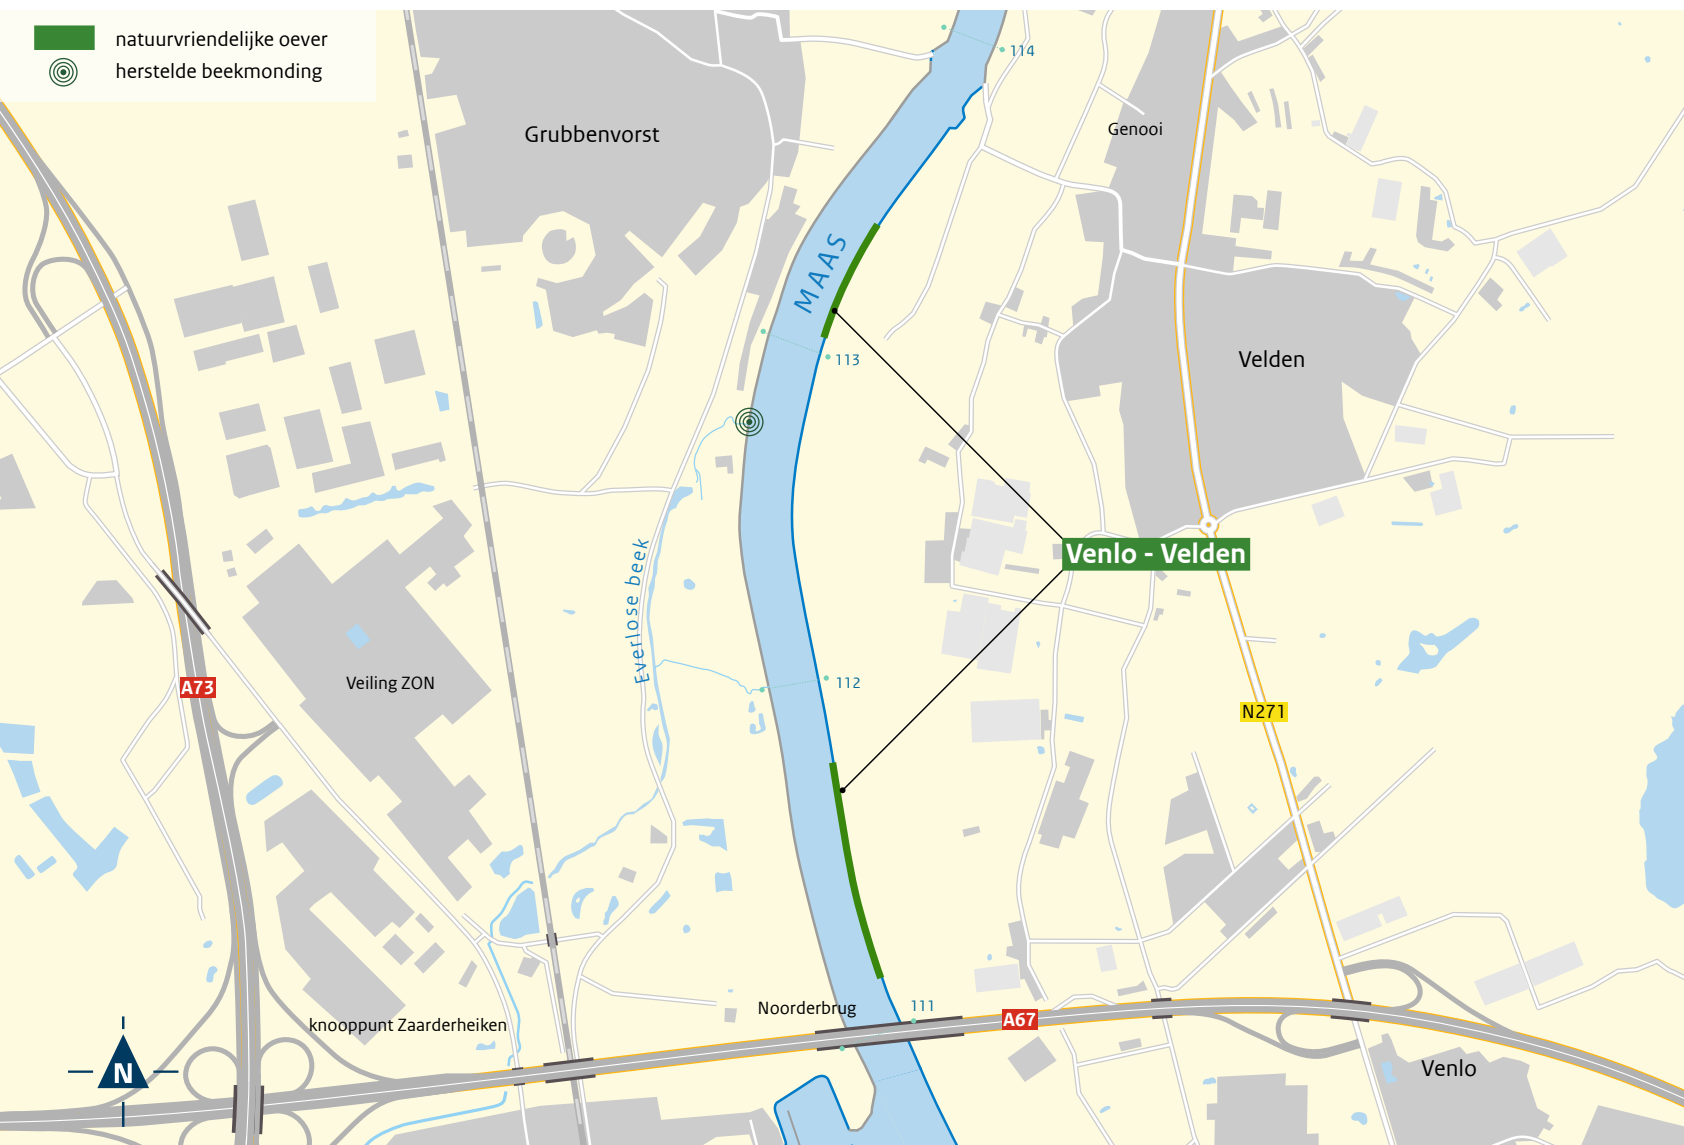 natuurvriendelijke oever
herstelde beekmonding
114
Genooi
Grubbenvorst
MAAS
113
Velden
Venlo - Velden
Everlose beek
112
A73
Veiling ZON
N271
111
Noorderbrug
A67
knooppunt Zaarderheiken
N
Venlo